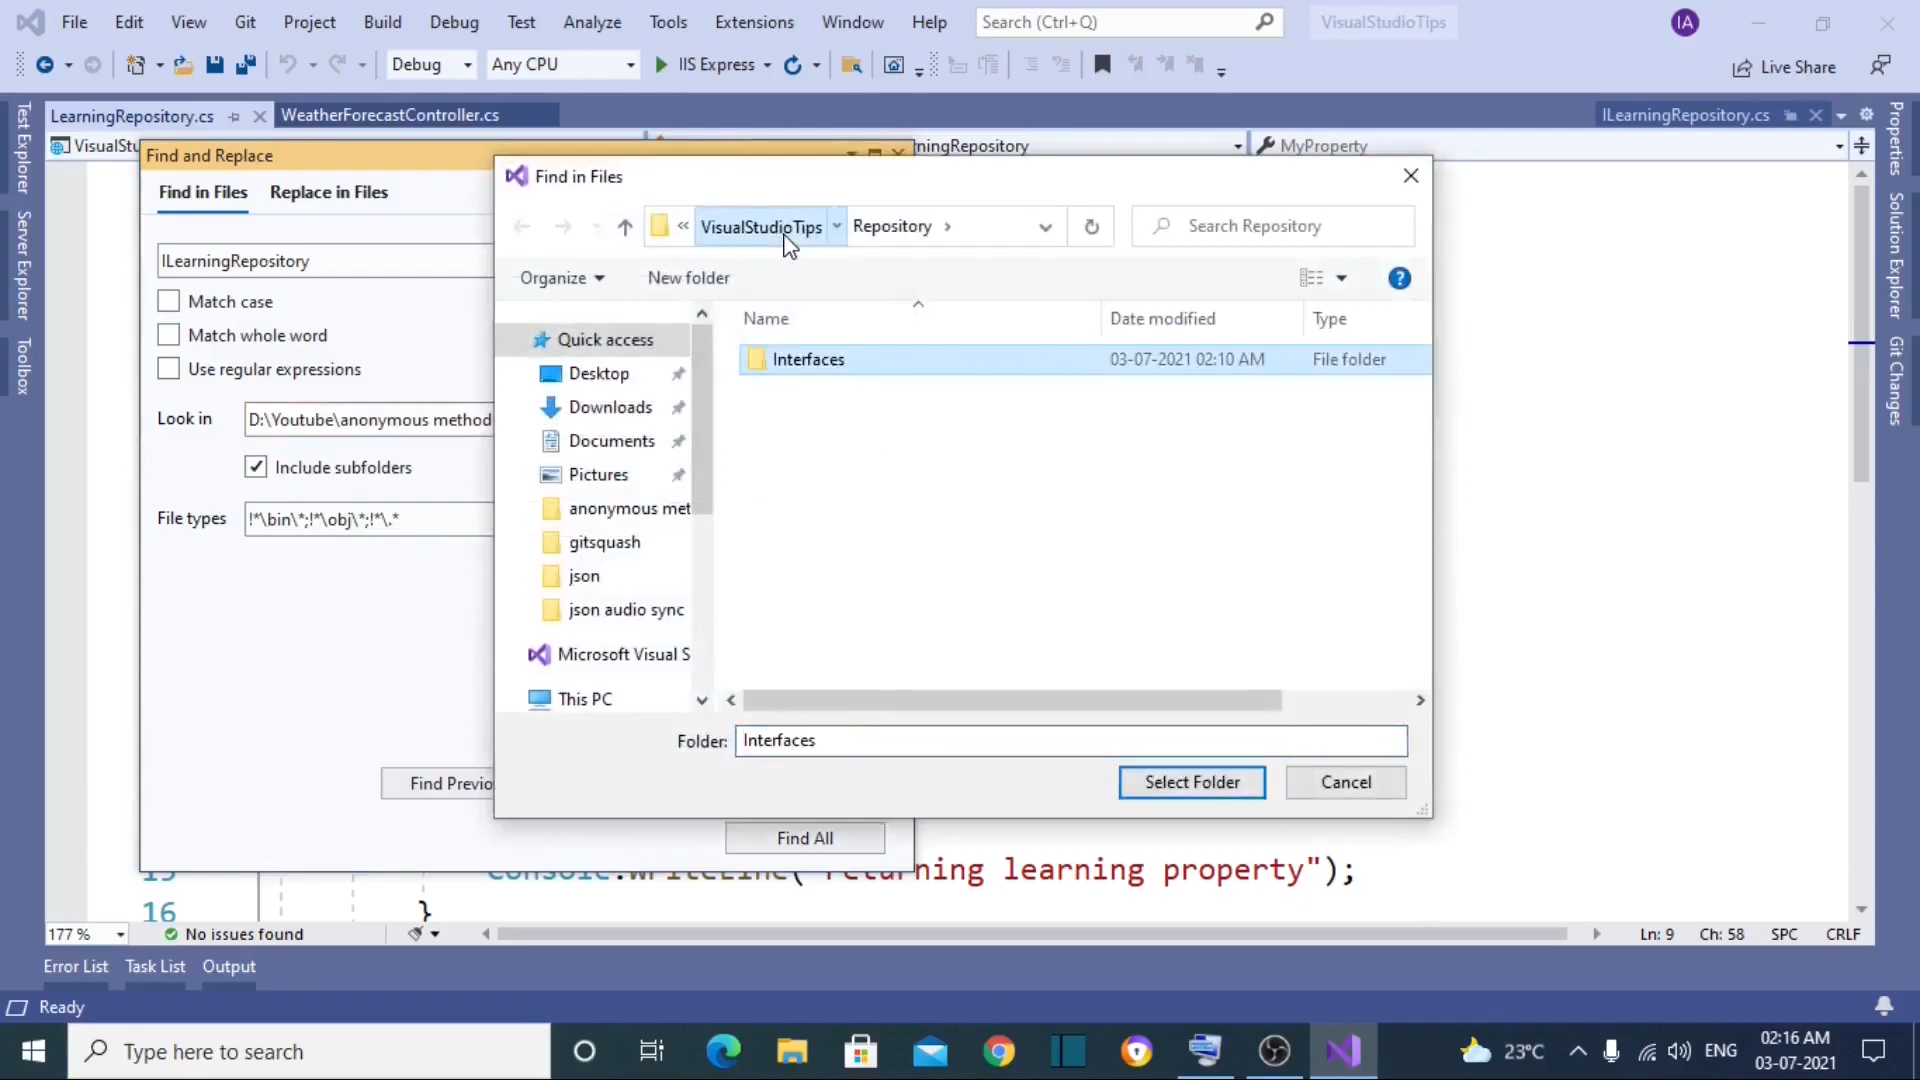 File Edit View Git Project Build Debug Test Analyze Tools Extensions Window Help Search (Ctrl+Q) VisualStudioTips IA
Debug Any CPU IIS Express Live Share
LearningRepository.cs WeatherForecastController.cs ILearningRepository.cs
VisualStu ningRepository MyProperty
Test Explorer
Server Explorer
Toolbox
Properties
Solution Explorer
Git Changes
Find and Replace
Find in Files Replace in Files
ILearningRepository
Match case
Match whole word
Use regular expressions
Look in D:\Youtube\anonymous method
Include subfolders
File types !*\bin\*;!*\obj\*;!*\.*
Find Previo
Find All
Find in Files
« VisualStudioTips Repository Search Repository
Organize New folder
Name Date modified Type
Quick access
Desktop
Downloads
Documents
Pictures
anonymous met
gitsquash
json
json audio sync
Microsoft Visual S
This PC
Interfaces 03-07-2021 02:10 AM File folder
Folder: Interfaces
Select Folder Cancel
15 Console.WriteLine("returning learning property");
16 }
177 % No issues found Ln: 9 Ch: 58 SPC CRLF
Error List Task List Output
Ready
Type here to search 23°C ENG 02:16 AM
03-07-2021